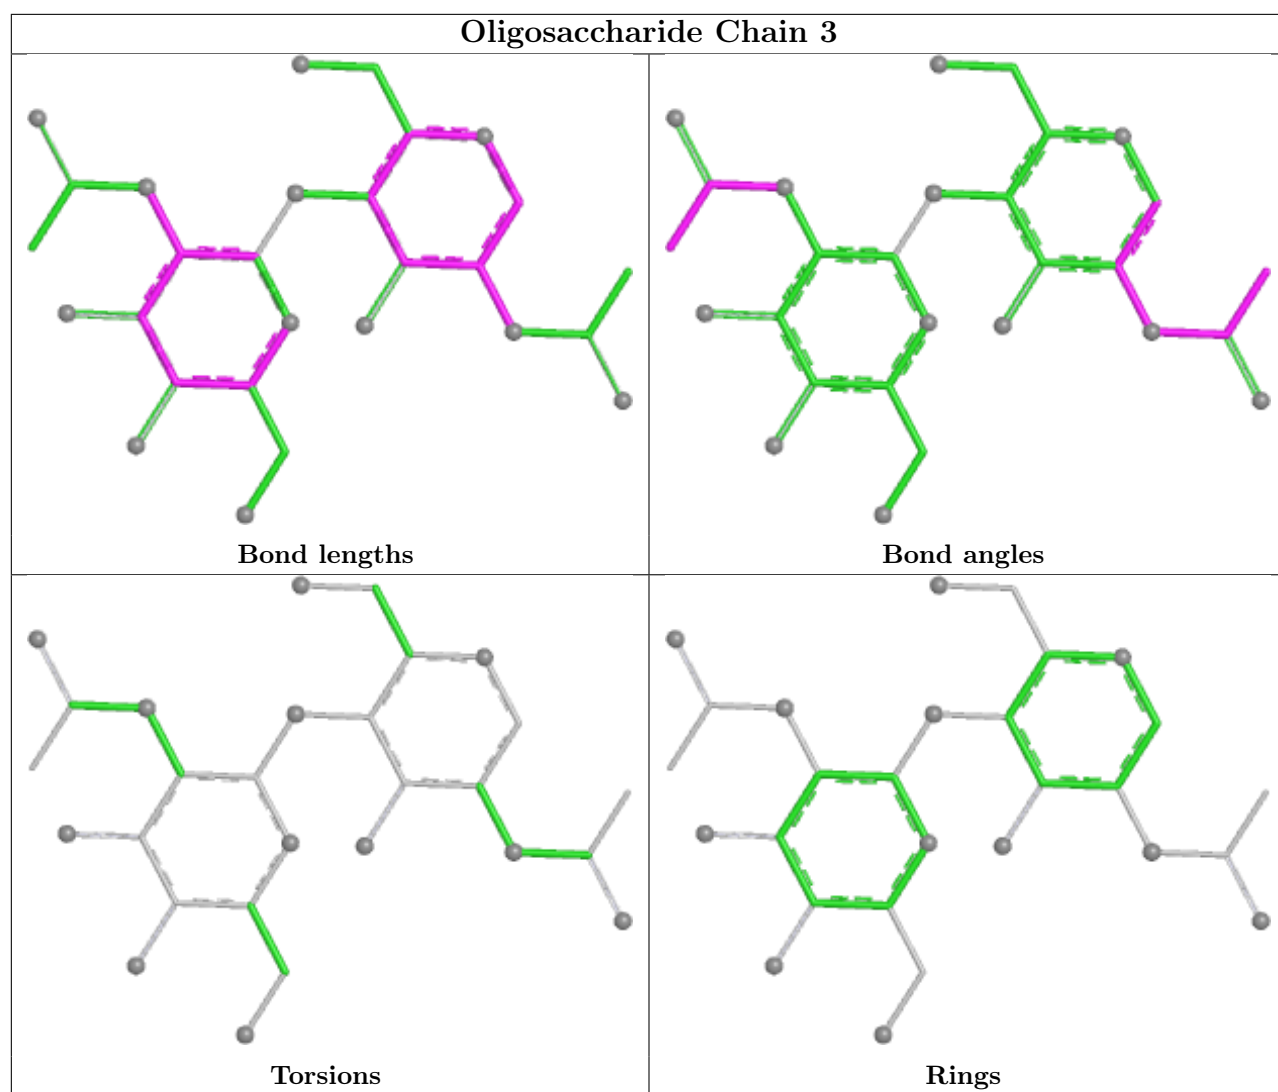 Oligosaccharide Chain 3
Bond lengths
Bond angles
Torsions
Rings